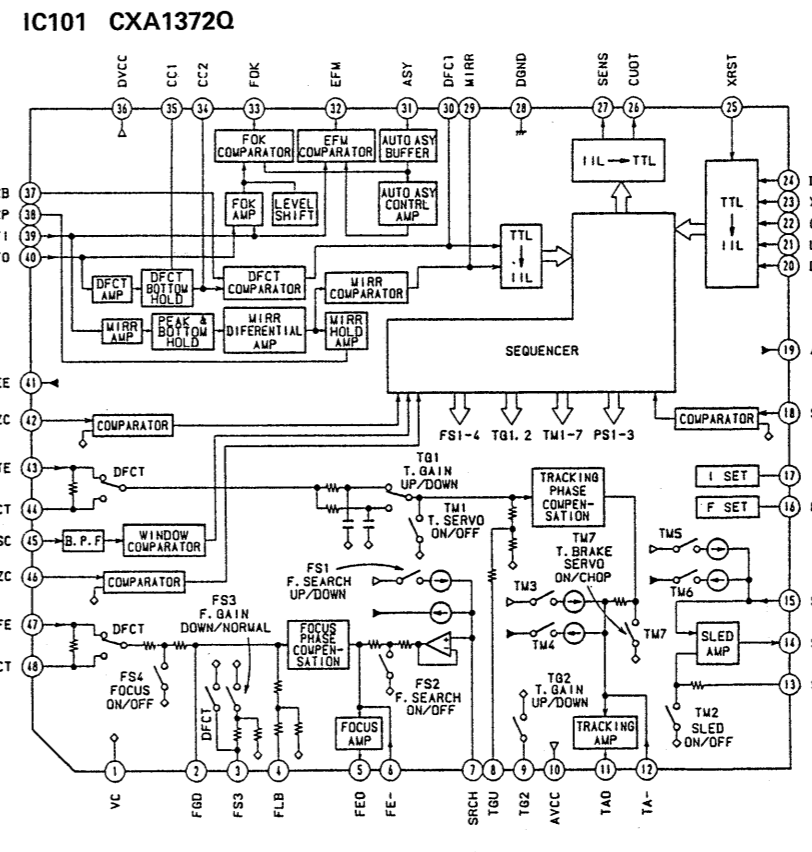 IC101 CXA1372Q
DVCC
CC1
CC2
FOK
EFM
ASY
DFC1
MIRR
DGND
SENS
CUOT
XRST
36
35
34
33
32
31
30
29
28
27
26
25
FOK
COMPARATOR
EFM
COMPARATOR
AUTO ASY
BUFFER
IIL → TTL
37
38
39
40
FOK
AMP
LEVEL
SHIFT
AUTO ASY
CONTRL
AMP
TTL
IIL
TTL
IIL
24
23
22
21
20
DFCT
AMP
DFCT
BOTTOM
HOLD
DFCT
COMPARATOR
MIRR
COMPARATOR
MIRR
AMP
PEAK &
BOTTOM
HOLD
MIRR
DIFERENTIAL
AMP
MIRR
HOLD
AMP
SEQUENCER
19
41
42
COMPARATOR
FS1-4
TG1, 2
TM1-7
PS1-3
COMPARATOR
18
43
DFCT
44
TG1
T. GAIN
UP/DOWN
TM1
T. SERVO
ON/OFF
TRACKING
PHASE
COMPEN-
SATION
I SET
17
F SET
16
45
B.P.F
WINDOW
COMPARATOR
46
COMPARATOR
FS1
F. SEARCH
UP/DOWN
TM7
T. BRAKE
SERVO
ON/CHOP
TM5
TM6
TM3
TM4
TM7
15
47
DFCT
48
FS3
F. GAIN
DOWN/NORMAL
FOCUS
PHASE
COMPEN-
SATION
SLED
AMP
14
13
FS4
FOCUS
ON/OFF
DFCT
FS2
F. SEARCH
ON/OFF
TG2
T. GAIN
UP/DOWN
TM2
SLED
ON/OFF
FOCUS
AMP
TRACKING
AMP
1
2
3
4
5
6
7
8
9
10
11
12
VC
FGD
FS3
FLB
FEO
FE-
SRCH
TGU
TG2
AVCC
TAO
TA-